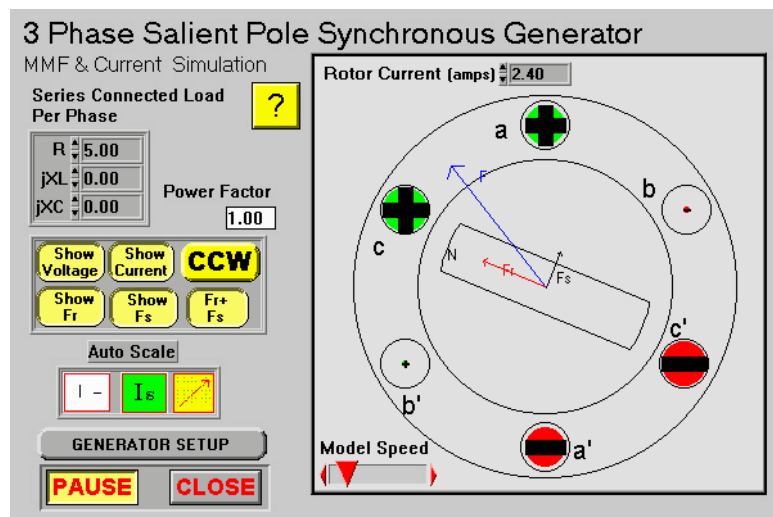 3 Phase Salient Pole Synchronous Generator
MMF & Current Simulation
Series Connected Load
Per Phase
?
R 5.00
jXL 0.00
jXC 0.00
Power Factor
1.00
Show Voltage
Show Current
CCW
Show Fr
Show Fs
Fr+ Fs
Auto Scale
I -
Is
GENERATOR SETUP
PAUSE
CLOSE
Rotor Current (amps) 2.40
a
b
F
c
N
Fr
Fs
c'
b'
a'
Model Speed